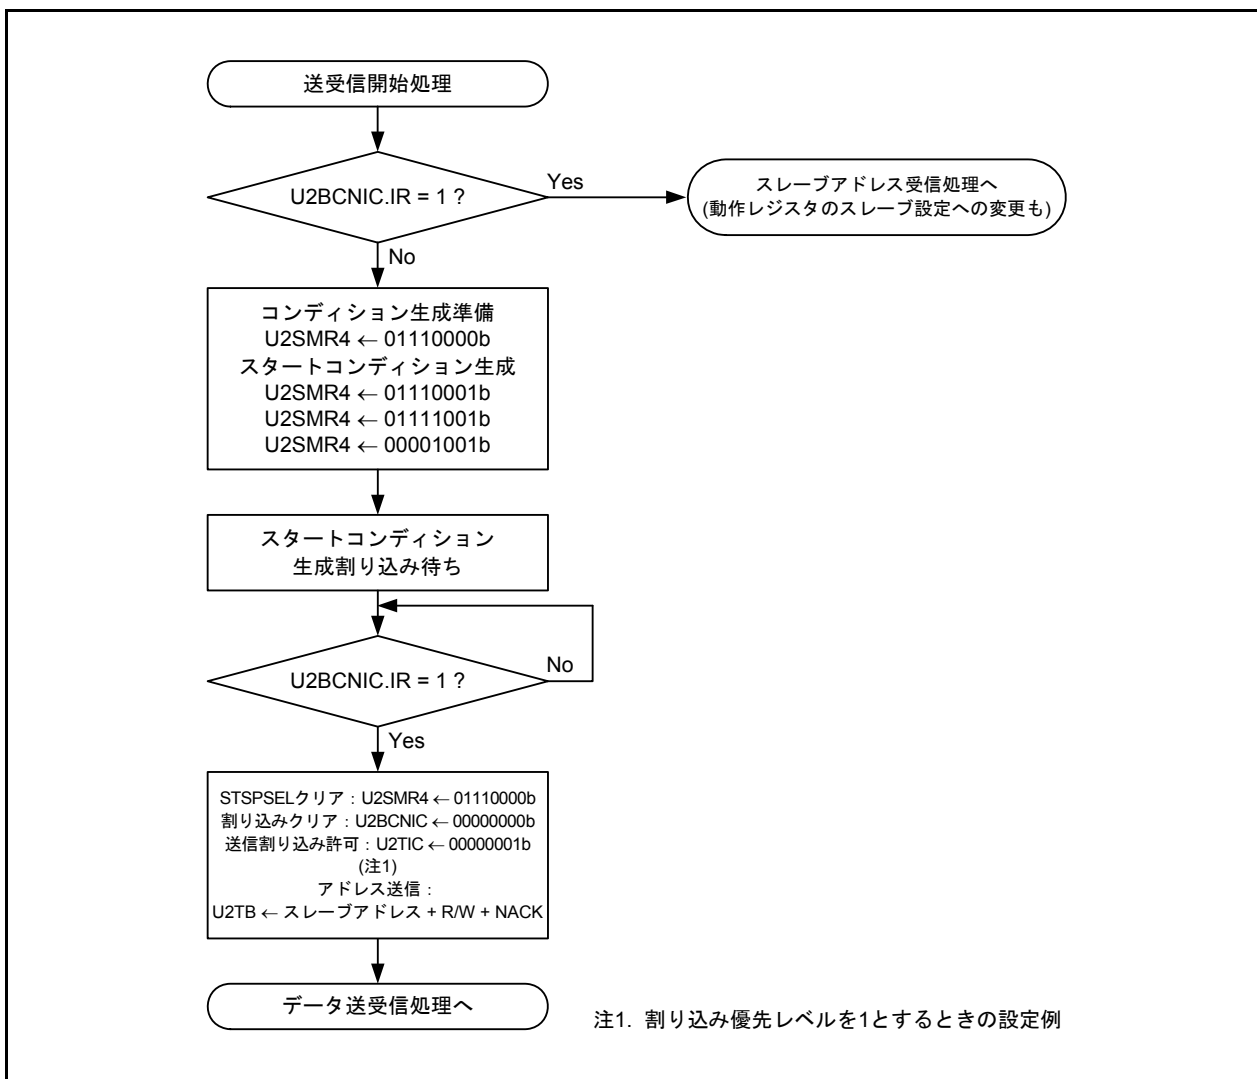 送受信開始処理
U2BCNIC.IR = 1 ?
Yes
スレーブアドレス受信処理へ
(動作レジスタのスレーブ設定への変更も)
No
コンディション生成準備
U2SMR4 ← 01110000b
スタートコンディション生成
U2SMR4 ← 01110001b
U2SMR4 ← 01111001b
U2SMR4 ← 00001001b
スタートコンディション
生成割り込み待ち
U2BCNIC.IR = 1 ?
No
Yes
STSPSELクリア：U2SMR4 ← 01110000b
割り込みクリア：U2BCNIC ← 00000000b
送信割り込み許可：U2TIC ← 00000001b
(注1)
アドレス送信：
U2TB ← スレーブアドレス + R/W + NACK
データ送受信処理へ
注1. 割り込み優先レベルを1とするときの設定例